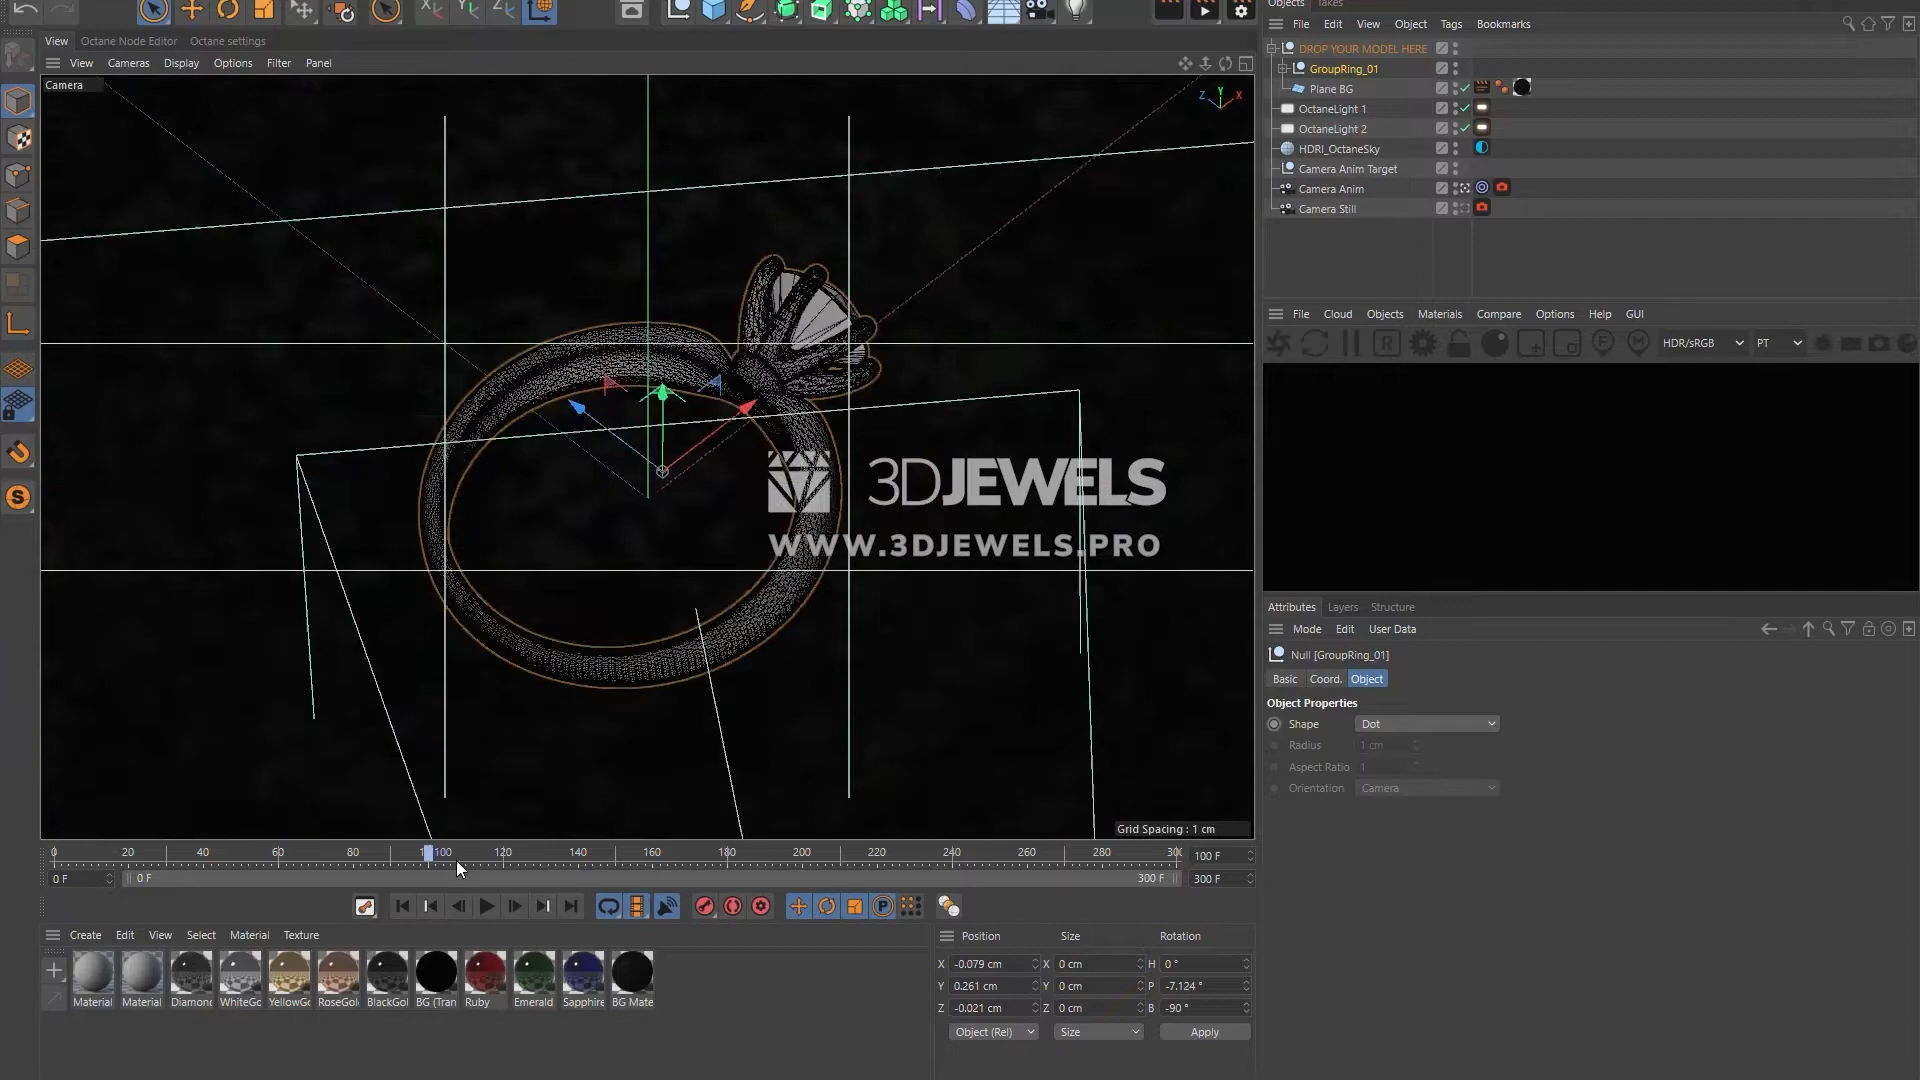 Objects Takes
File Edit View Object Tags Bookmarks
View Octane Node Editor Octane settings
View Cameras Display Options Filter Panel
Camera
Z Y X
DROP YOUR MODEL HERE
GroupRing_01
Plane BG
OctaneLight 1
OctaneLight 2
HDRI_OctaneSky
Camera Anim Target
Camera Anim
Camera Still
File Cloud Objects Materials Compare Options Help GUI
HDR/sRGB PT
3DJEWELS
WWW.3DJEWELS.PRO
Grid Spacing : 1 cm
Attributes Layers Structure
Mode Edit User Data
Null [GroupRing_01]
Basic Coord. Object
Object Properties
Shape Dot
Radius 1 cm
Aspect Ratio 1
Orientation Camera
0 20 40 60 80 100 120 140 160 180 200 220 240 260 280 300 100 F
0 F 0 F 300 F 300 F
Create Edit View Select Material Texture
Material Material Diamond WhiteGo YellowGo RoseGol BlackGol BG (Tran Ruby Emerald Sapphire BG Mate
Position Size Rotation
X -0.079 cm X 0 cm H 0 °
Y 0.261 cm Y 0 cm P -7.124 °
Z -0.021 cm Z 0 cm B -90 °
Object (Rel) Size Apply